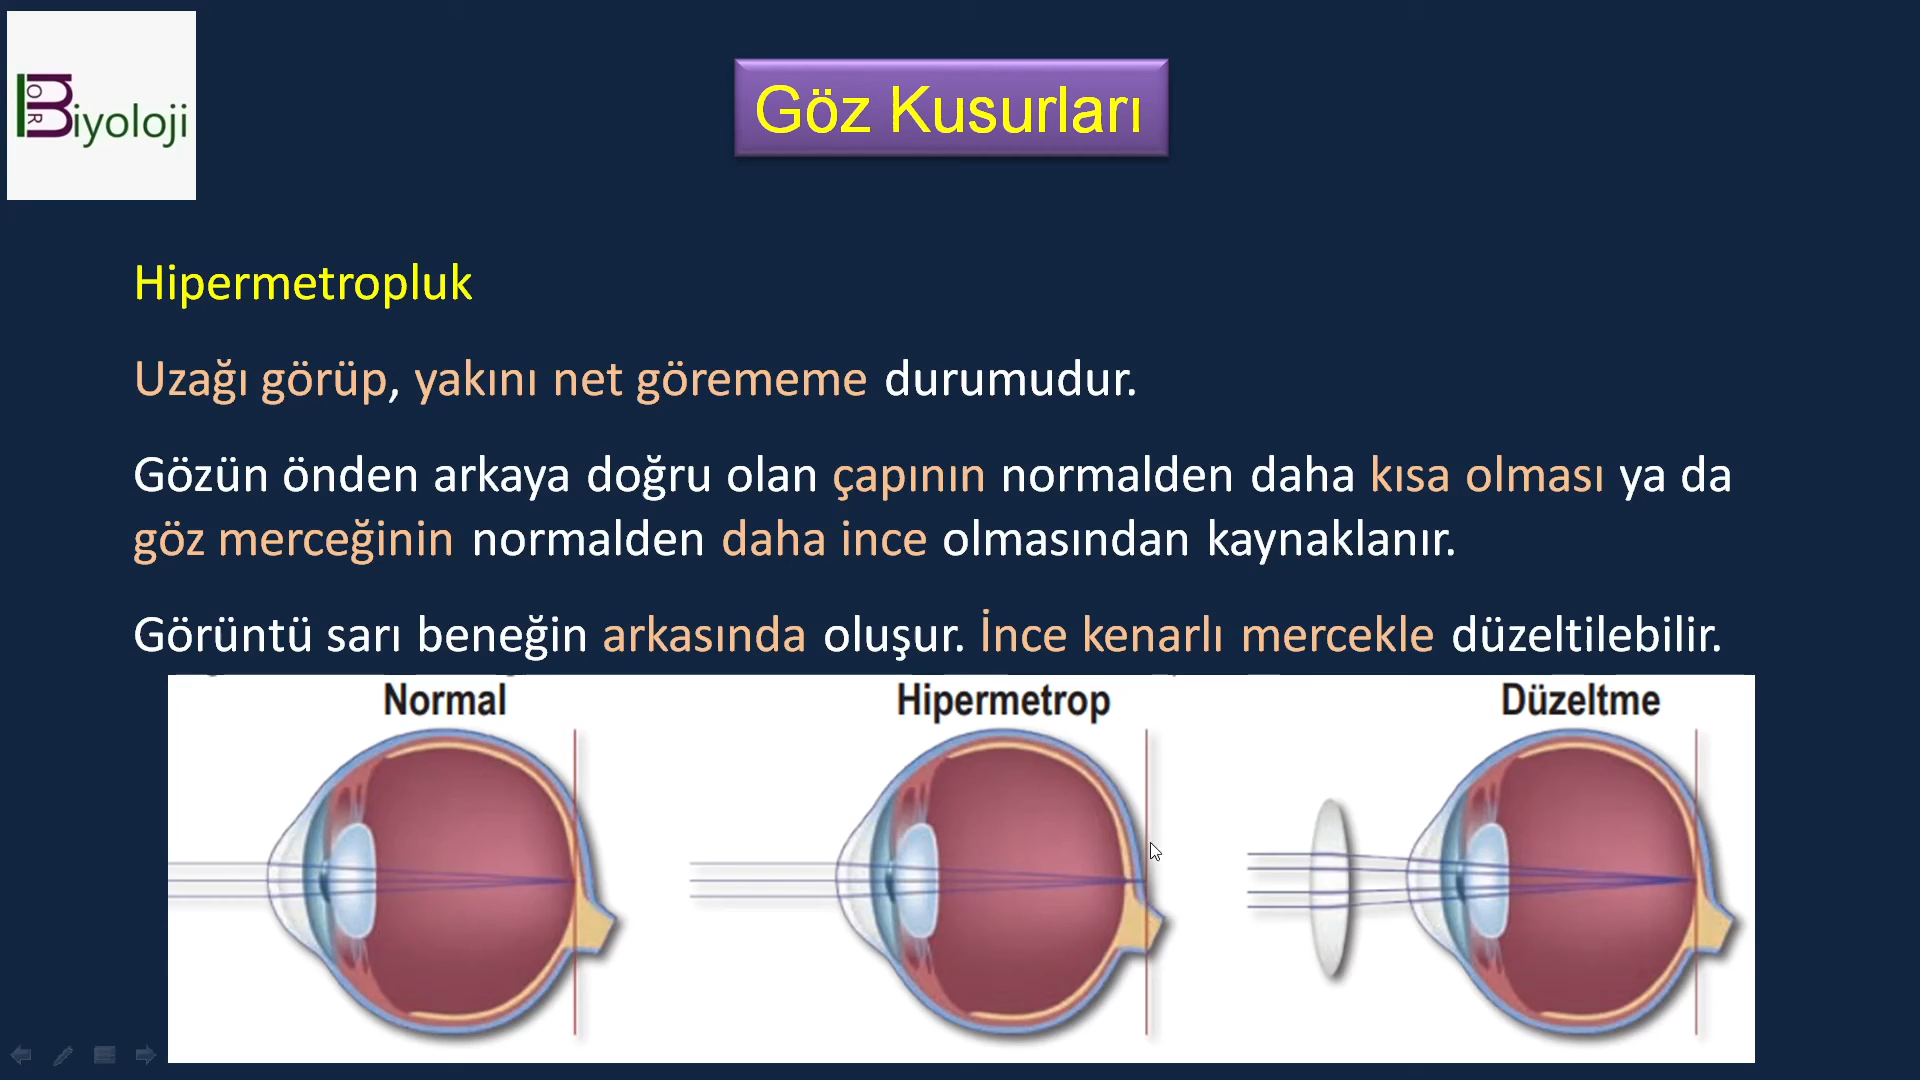 BOR
Biyoloji
Göz Kusurları
Hipermetropluk
Uzağı görüp, yakını net görememe durumudur.
Gözün önden arkaya doğru olan çapının normalden daha kısa olması ya da
göz merceğinin normalden daha ince olmasından kaynaklanır.
Görüntü sarı beneğin arkasında oluşur. İnce kenarlı mercekle düzeltilebilir.
Normal
Hipermetrop
Düzeltme